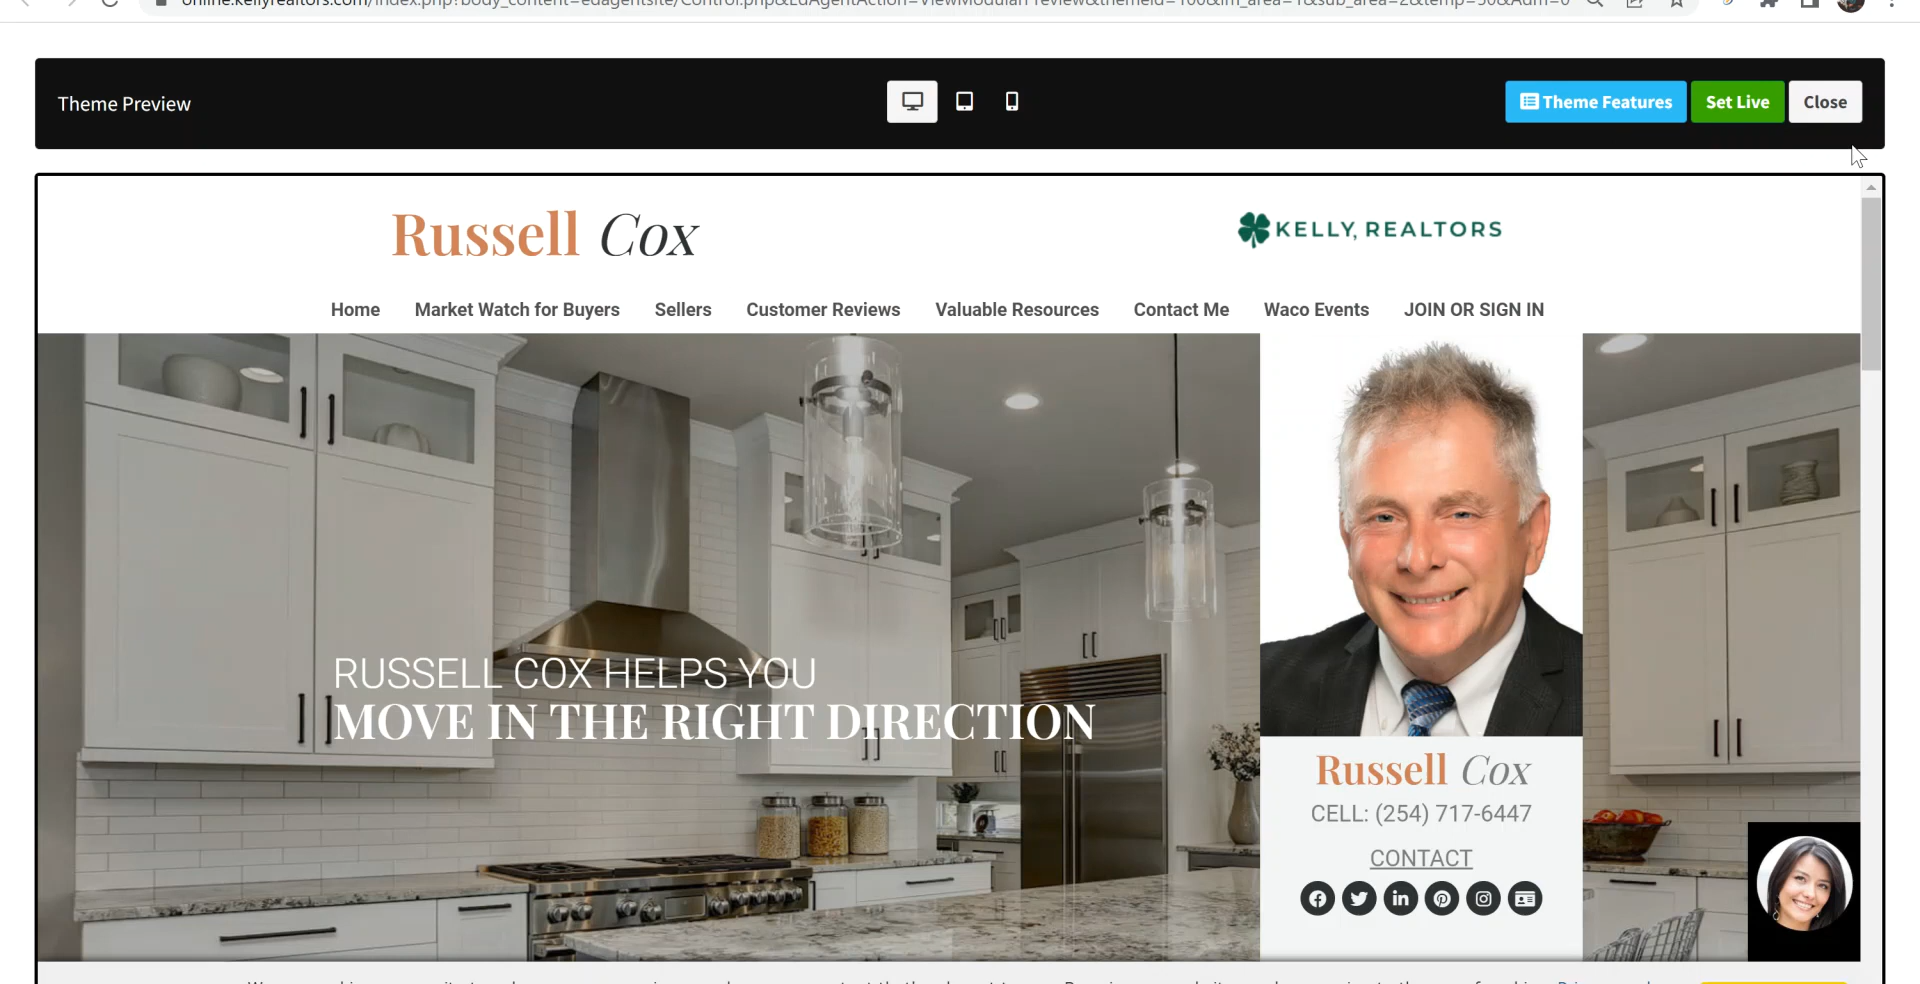 Theme Preview
Theme Features
Set Live
Close
Russell Cox
KELLY, REALTORS
Home Market Watch for Buyers Sellers Customer Reviews Valuable Resources Contact Me Waco Events JOIN OR SIGN IN
RUSSELL COX HELPS YOU
MOVE IN THE RIGHT DIRECTION
Russell Cox
CELL: (254) 717-6447
CONTACT